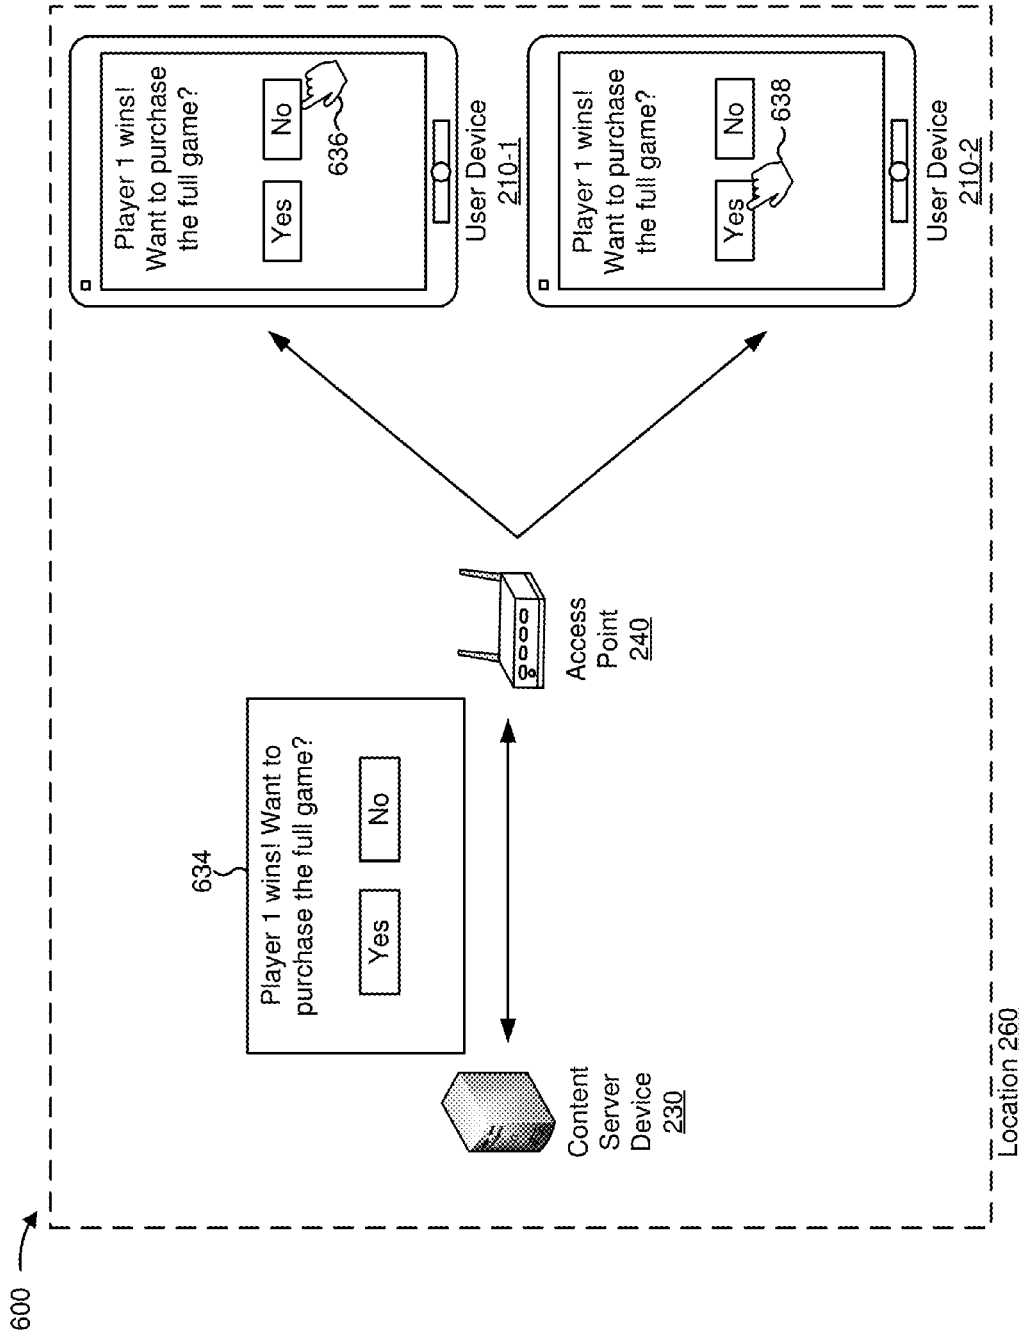 600
634
Player 1 wins! Want to
purchase the full game?
Yes
No
Content
Server
Device
230
Access
Point
240
Player 1 wins!
Want to purchase
the full game?
Yes
No
636
User Device
210-1
Player 1 wins!
Want to purchase
the full game?
Yes
No
638
User Device
210-2
Location 260